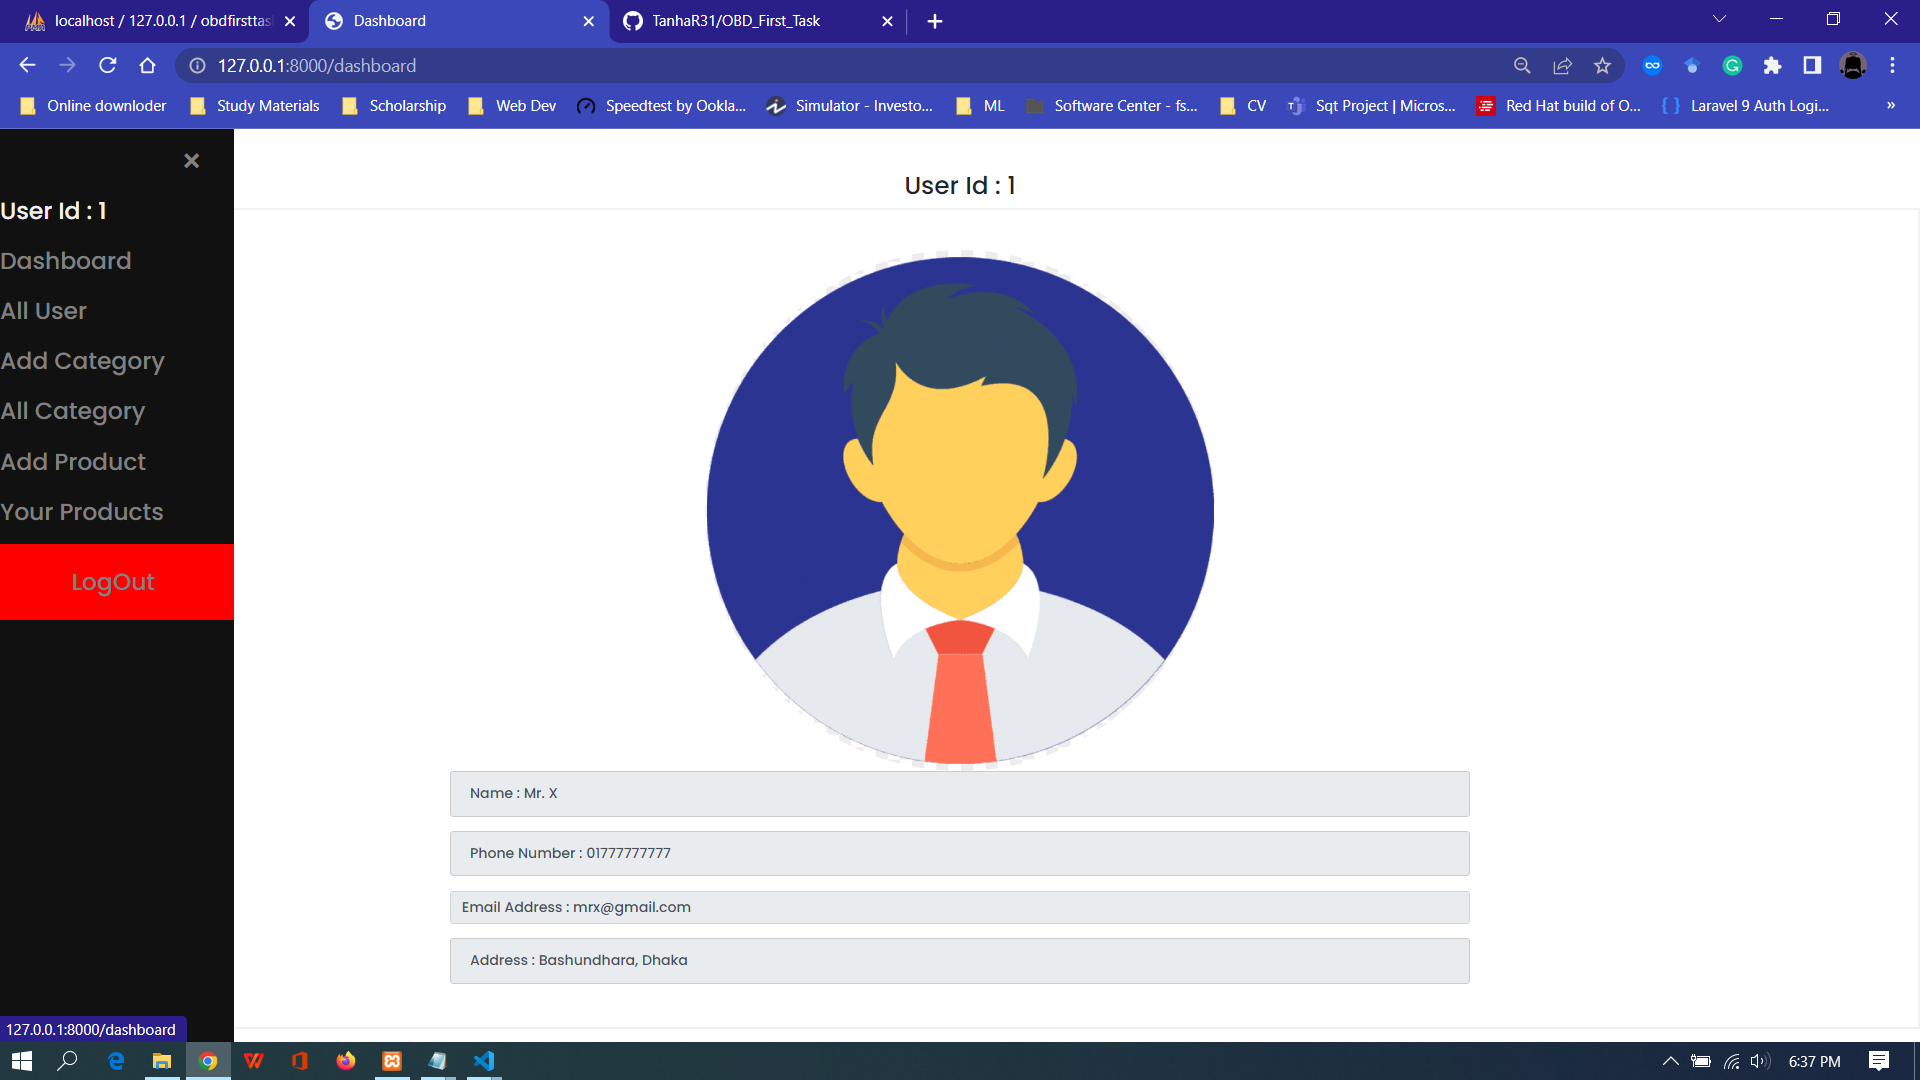 localhost / 127.0.0.1 / obdfirsttas
Dashboard
TanhaR31/OBD_First_Task
127.0.0.1:8000/dashboard
Online downloder
Study Materials
Scholarship
Web Dev
Speedtest by Ookla...
Simulator - Investo...
ML
Software Center - fs...
CV
Sqt Project | Micros...
Red Hat build of O...
Laravel 9 Auth Logi...
»
User Id : 1
Dashboard
All User
Add Category
All Category
Add Product
Your Products
LogOut
User Id : 1
Name : Mr. X
Phone Number : 01777777777
Email Address : mrx@gmail.com
Address : Bashundhara, Dhaka
127.0.0.1:8000/dashboard
6:37 PM